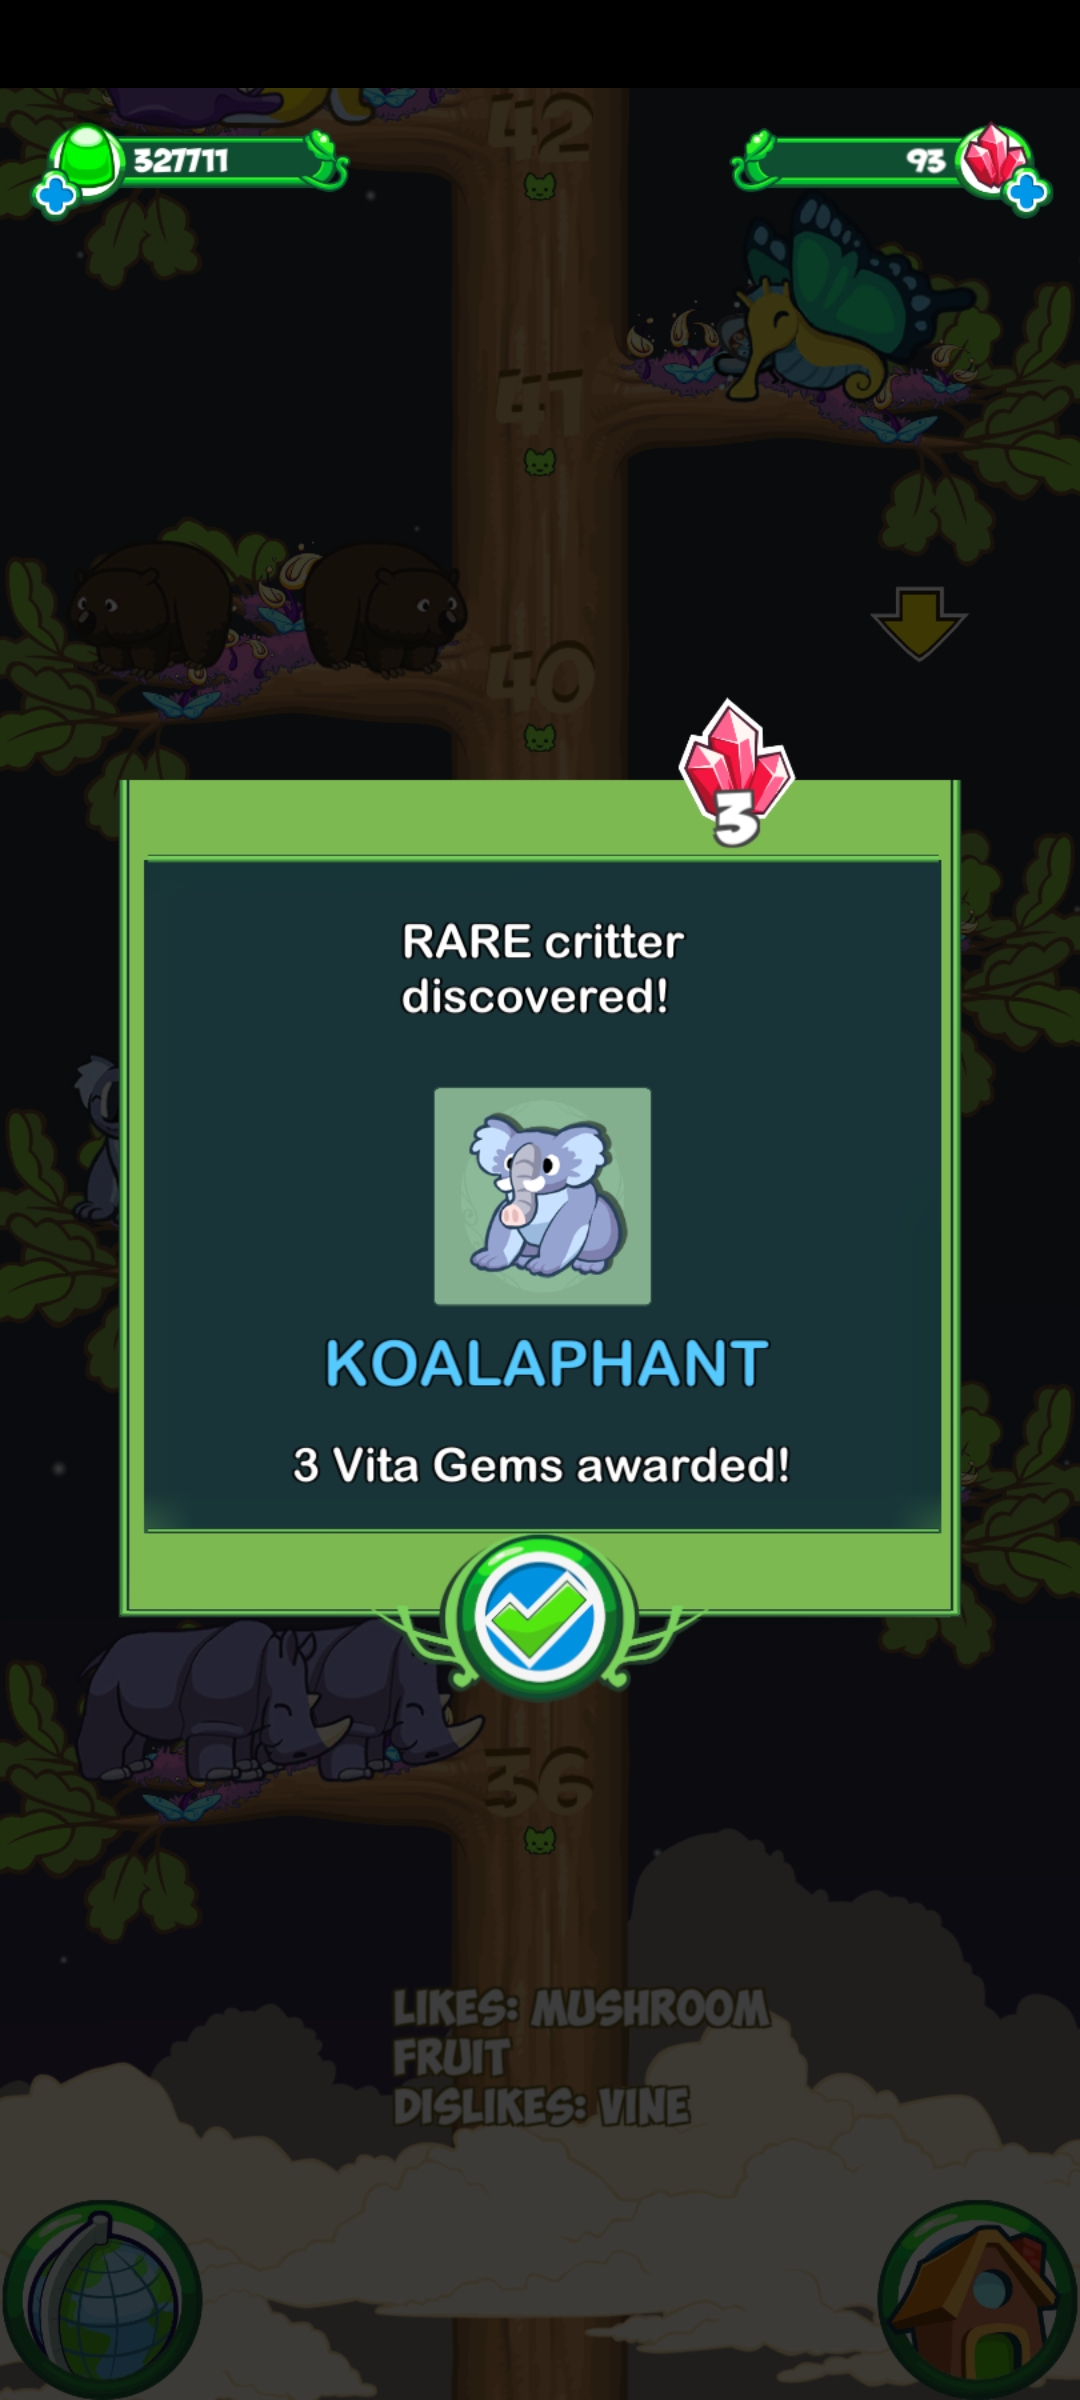 42
327711
93
41
40
3
RARE critter
discovered!
KOALAPHANT
3 Vita Gems awarded!
36
LIKES: MUSHROOM
FRUIT
DISLIKES: VINE